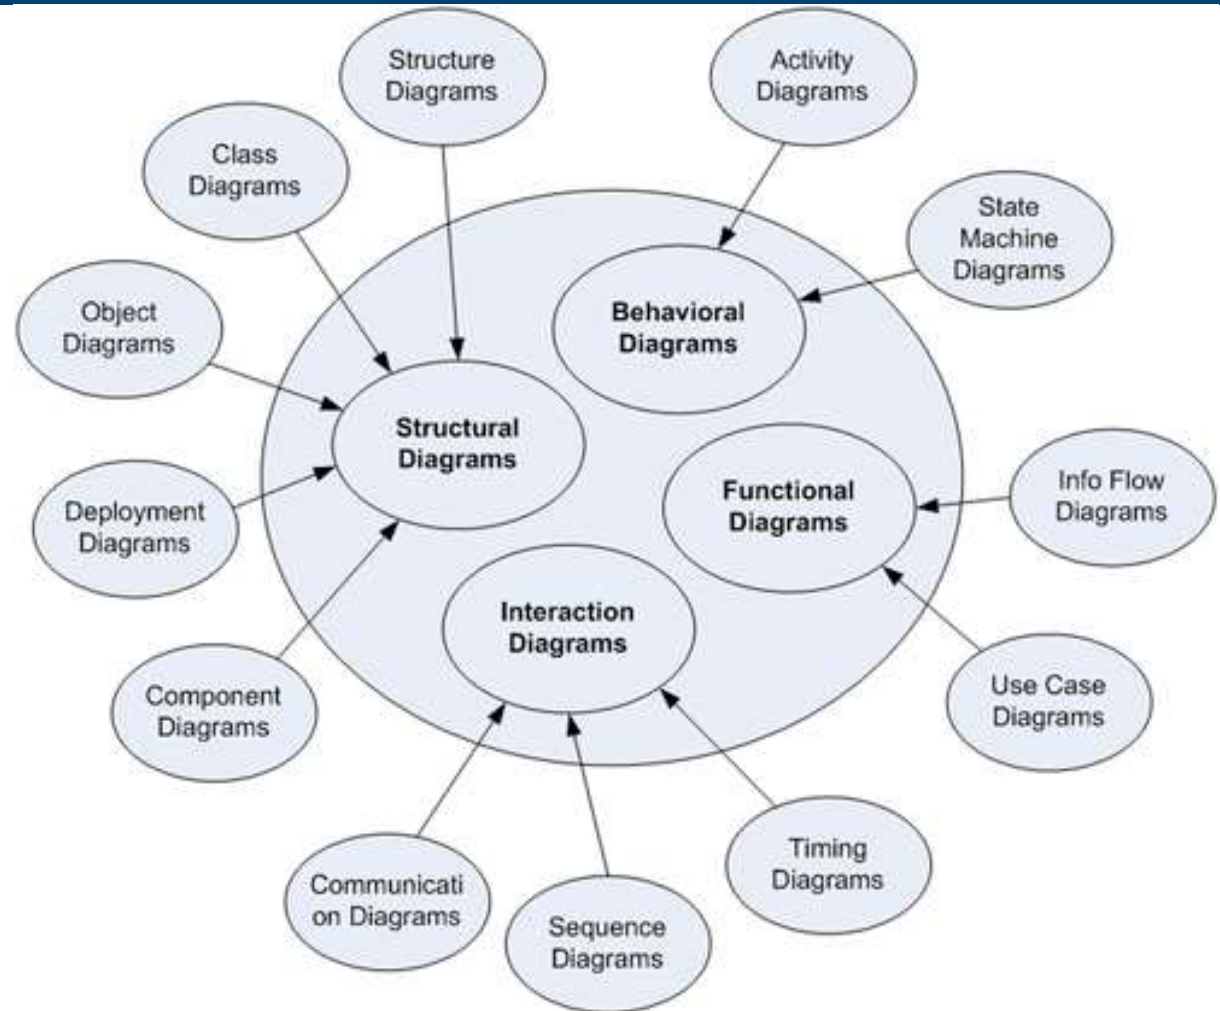 Structure
Diagrams
Activity
Diagrams
Class
Diagrams
State
Machine
Diagrams
Object
Diagrams
Behavioral
Diagrams
Structural
Diagrams
Deployment
Diagrams
Functional
Diagrams
Info Flow
Diagrams
Interaction
Diagrams
Component
Diagrams
Use Case
Diagrams
Communicati
on Diagrams
Sequence
Diagrams
Timing
Diagrams